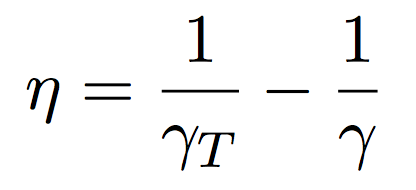 η = 1/γ_T − 1/γ